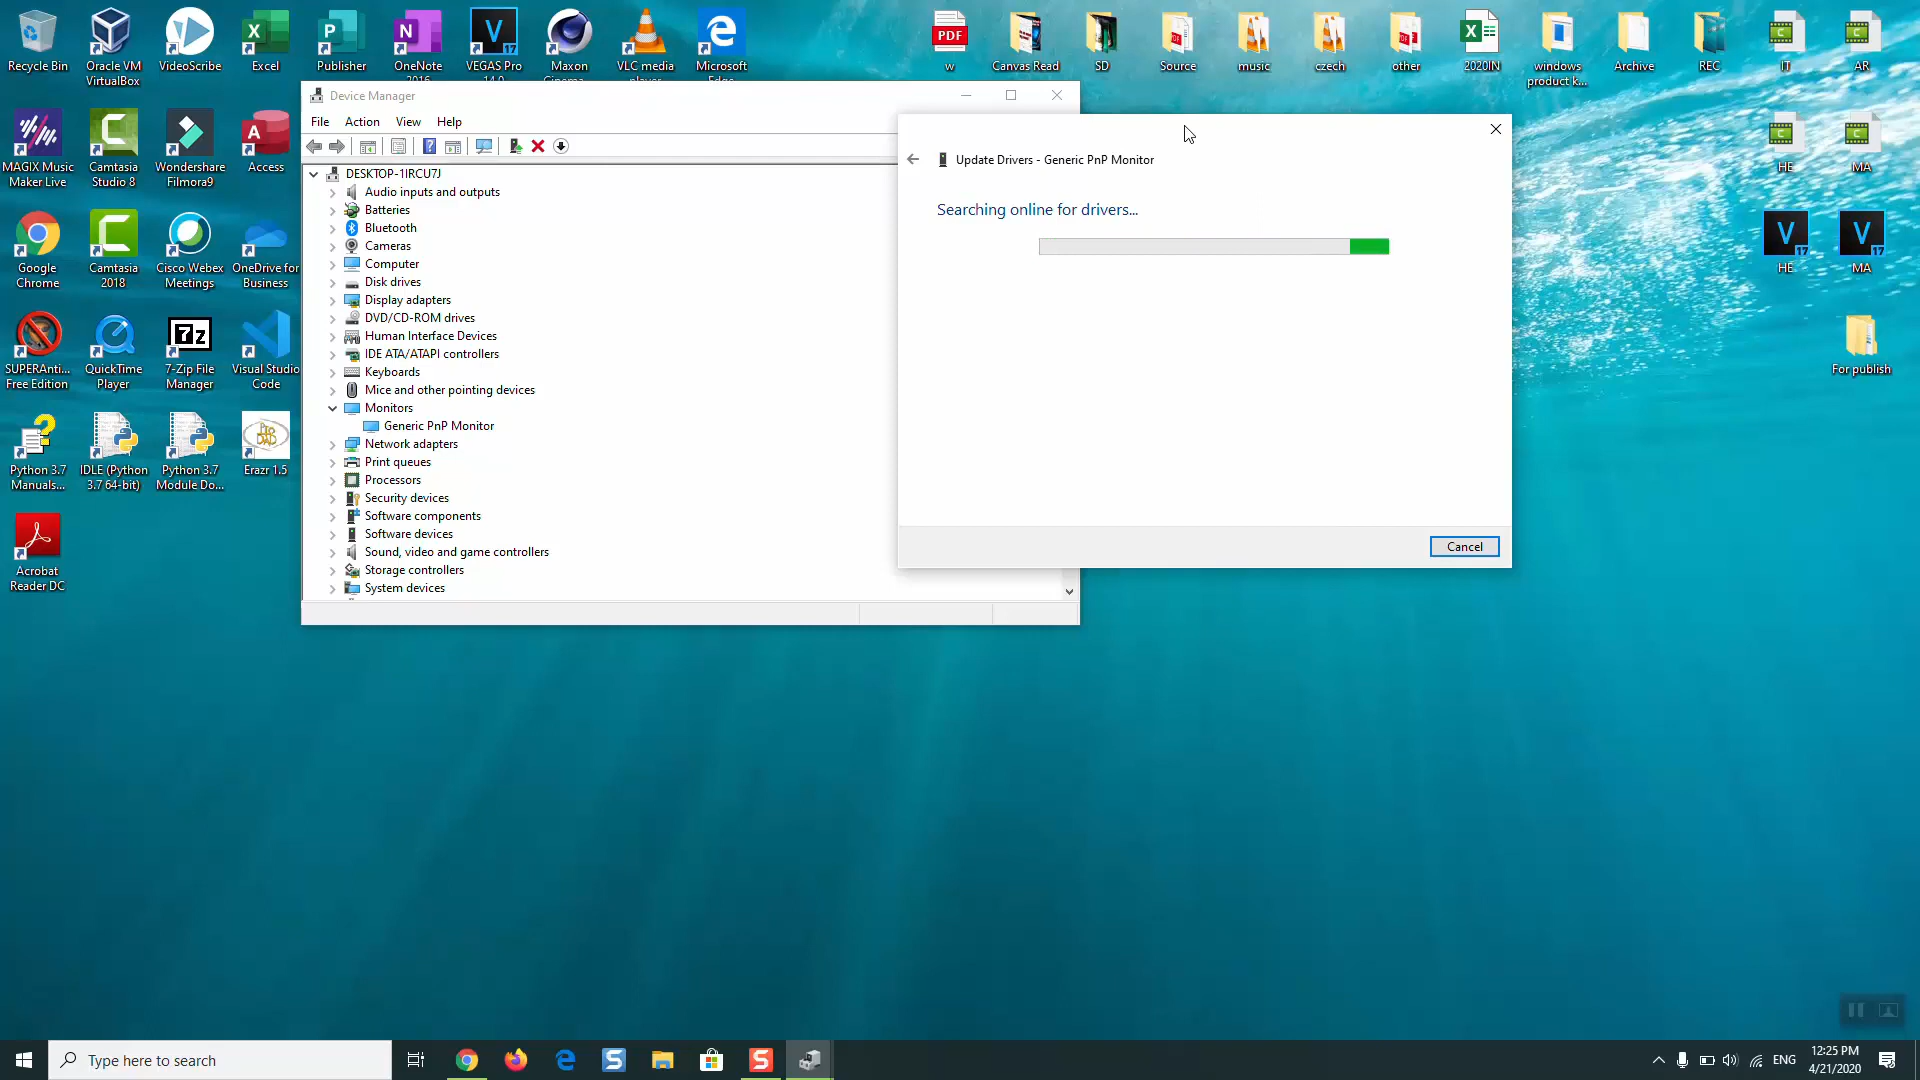 Recycle Bin
Oracle VM
VirtualBox
VideoScribe
Excel
Publisher
OneNote
2016
VEGAS Pro
14.0
Maxon
Cinema...
VLC media
player
Microsoft
Edge
PDF
w
Canvas Read
SD
Source
music
czech
other
2020IN
windows
product k...
Archive
REC
IT
AR
MAGIX Music
Maker Live
Camtasia
Studio 8
Wondershare
Filmora9
Access
HE
MA
Google
Chrome
Camtasia
2018
Cisco Webex
Meetings
OneDrive for
Business
HE
MA
SUPERAnti...
Free Edition
QuickTime
Player
7-Zip File
Manager
Visual Studio
Code
For publish
Python 3.7
Manuals...
IDLE (Python
3.7 64-bit)
Python 3.7
Module Do...
Erazr 1.5
Acrobat
Reader DC
Device Manager
File Action View Help
DESKTOP-1IRCU7J
Audio inputs and outputs
Batteries
Bluetooth
Cameras
Computer
Disk drives
Display adapters
DVD/CD-ROM drives
Human Interface Devices
IDE ATA/ATAPI controllers
Keyboards
Mice and other pointing devices
Monitors
Generic PnP Monitor
Network adapters
Print queues
Processors
Security devices
Software components
Software devices
Sound, video and game controllers
Storage controllers
System devices
Update Drivers - Generic PnP Monitor
Searching online for drivers...
Cancel
Type here to search
ENG
12:25 PM
4/21/2020